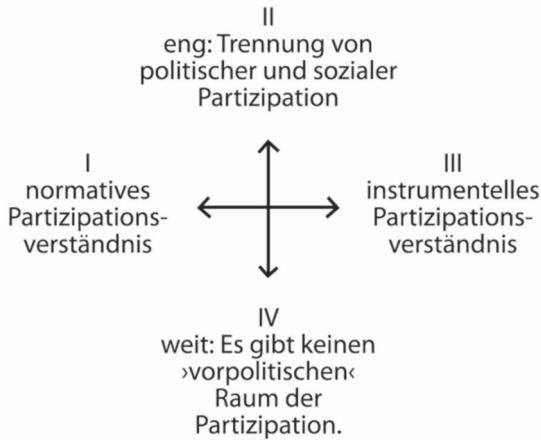 II
eng: Trennung von
politischer und sozialer
Partizipation
I
normatives
Partizipations-
verständnis
III
instrumentelles
Partizipations-
verständnis
IV
weit: Es gibt keinen
›vorpolitischen‹
Raum der
Partizipation.